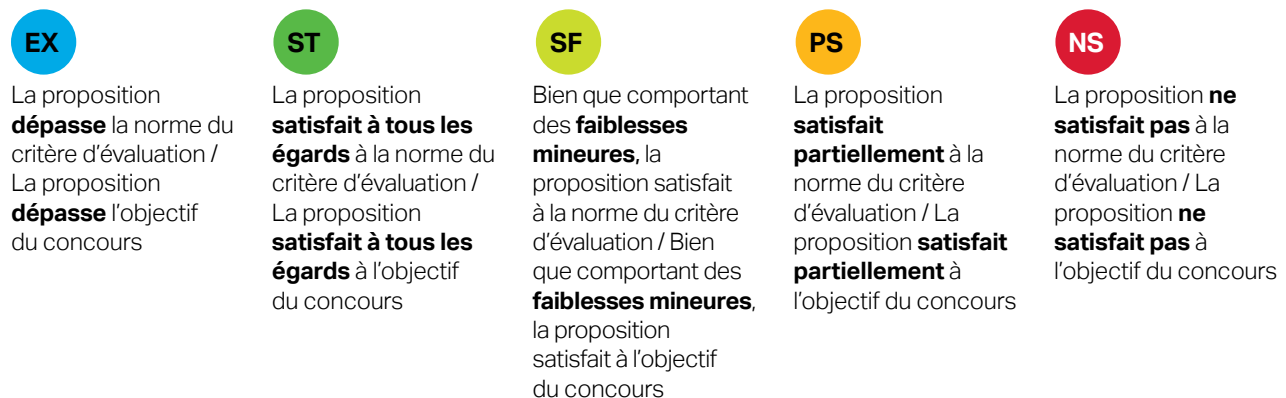 EX
La proposition
dépasse la norme du
critère d’évaluation /
La proposition
dépasse l’objectif
du concours
ST
La proposition
satisfait à tous les
égards à la norme du
critère d’évaluation /
La proposition
satisfait à tous les
égards à l’objectif
du concours
SF
Bien que comportant
des faiblesses
mineures, la
proposition satisfait
à la norme du critère
d’évaluation / Bien
que comportant des
faiblesses mineures,
la proposition
satisfait à l’objectif
du concours
PS
La proposition
satisfait
partiellement à la
norme du critère
d’évaluation / La
proposition satisfait
partiellement à
l’objectif du concours
NS
La proposition ne
satisfait pas à la
norme du critère
d’évaluation / La
proposition ne
satisfait pas à
l’objectif du concours